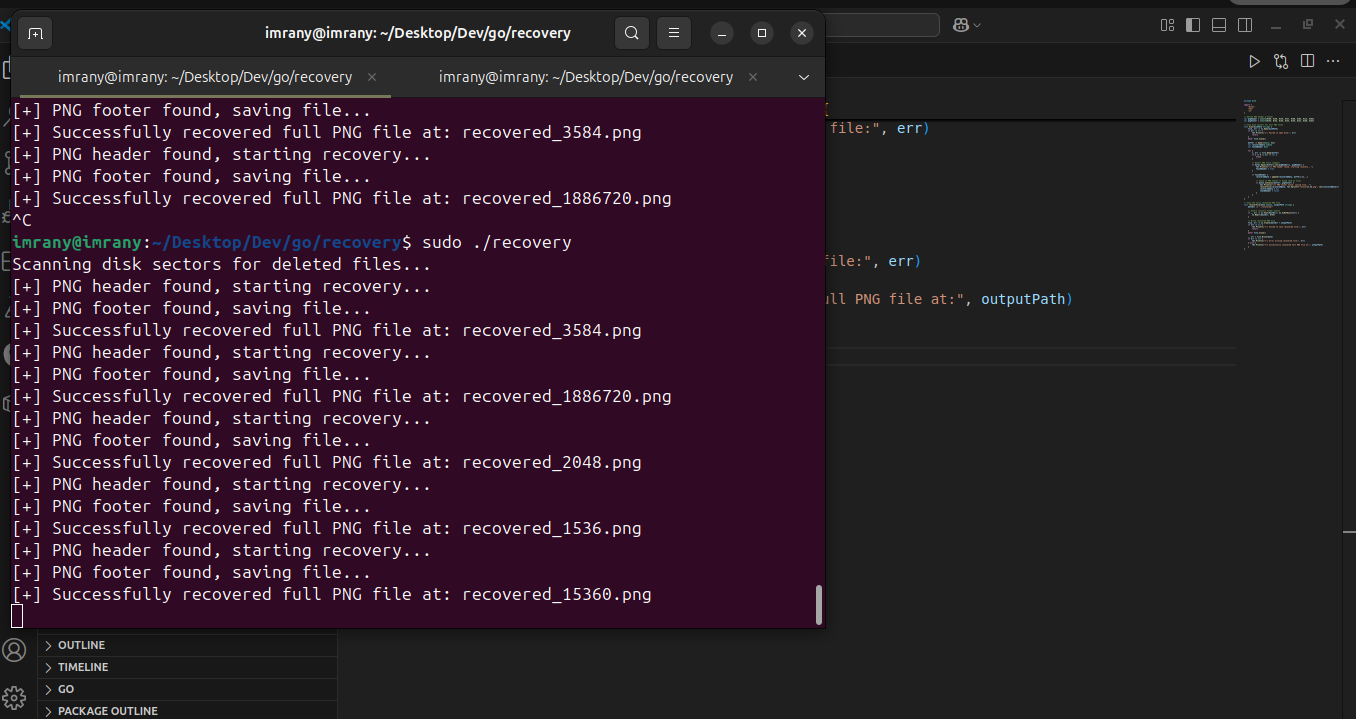 imrany@imrany: ~/Desktop/Dev/go/recovery
imrany@imrany: ~/Desktop/Dev/go/recovery
imrany@imrany: ~/Desktop/Dev/go/recovery
[+] PNG footer found, saving file...
[+] Successfully recovered full PNG file at: recovered_3584.png
[+] PNG header found, starting recovery...
[+] PNG footer found, saving file...
[+] Successfully recovered full PNG file at: recovered_1886720.png
^C
imrany@imrany:~/Desktop/Dev/go/recovery$ sudo ./recovery
Scanning disk sectors for deleted files...
[+] PNG header found, starting recovery...
[+] PNG footer found, saving file...
[+] Successfully recovered full PNG file at: recovered_3584.png
[+] PNG header found, starting recovery...
[+] PNG footer found, saving file...
[+] Successfully recovered full PNG file at: recovered_1886720.png
[+] PNG header found, starting recovery...
[+] PNG footer found, saving file...
[+] Successfully recovered full PNG file at: recovered_2048.png
[+] PNG header found, starting recovery...
[+] PNG footer found, saving file...
[+] Successfully recovered full PNG file at: recovered_1536.png
[+] PNG header found, starting recovery...
[+] PNG footer found, saving file...
[+] Successfully recovered full PNG file at: recovered_15360.png
file:", err)
file:", err)
ull PNG file at:", outputPath)
OUTLINE
TIMELINE
GO
PACKAGE OUTLINE